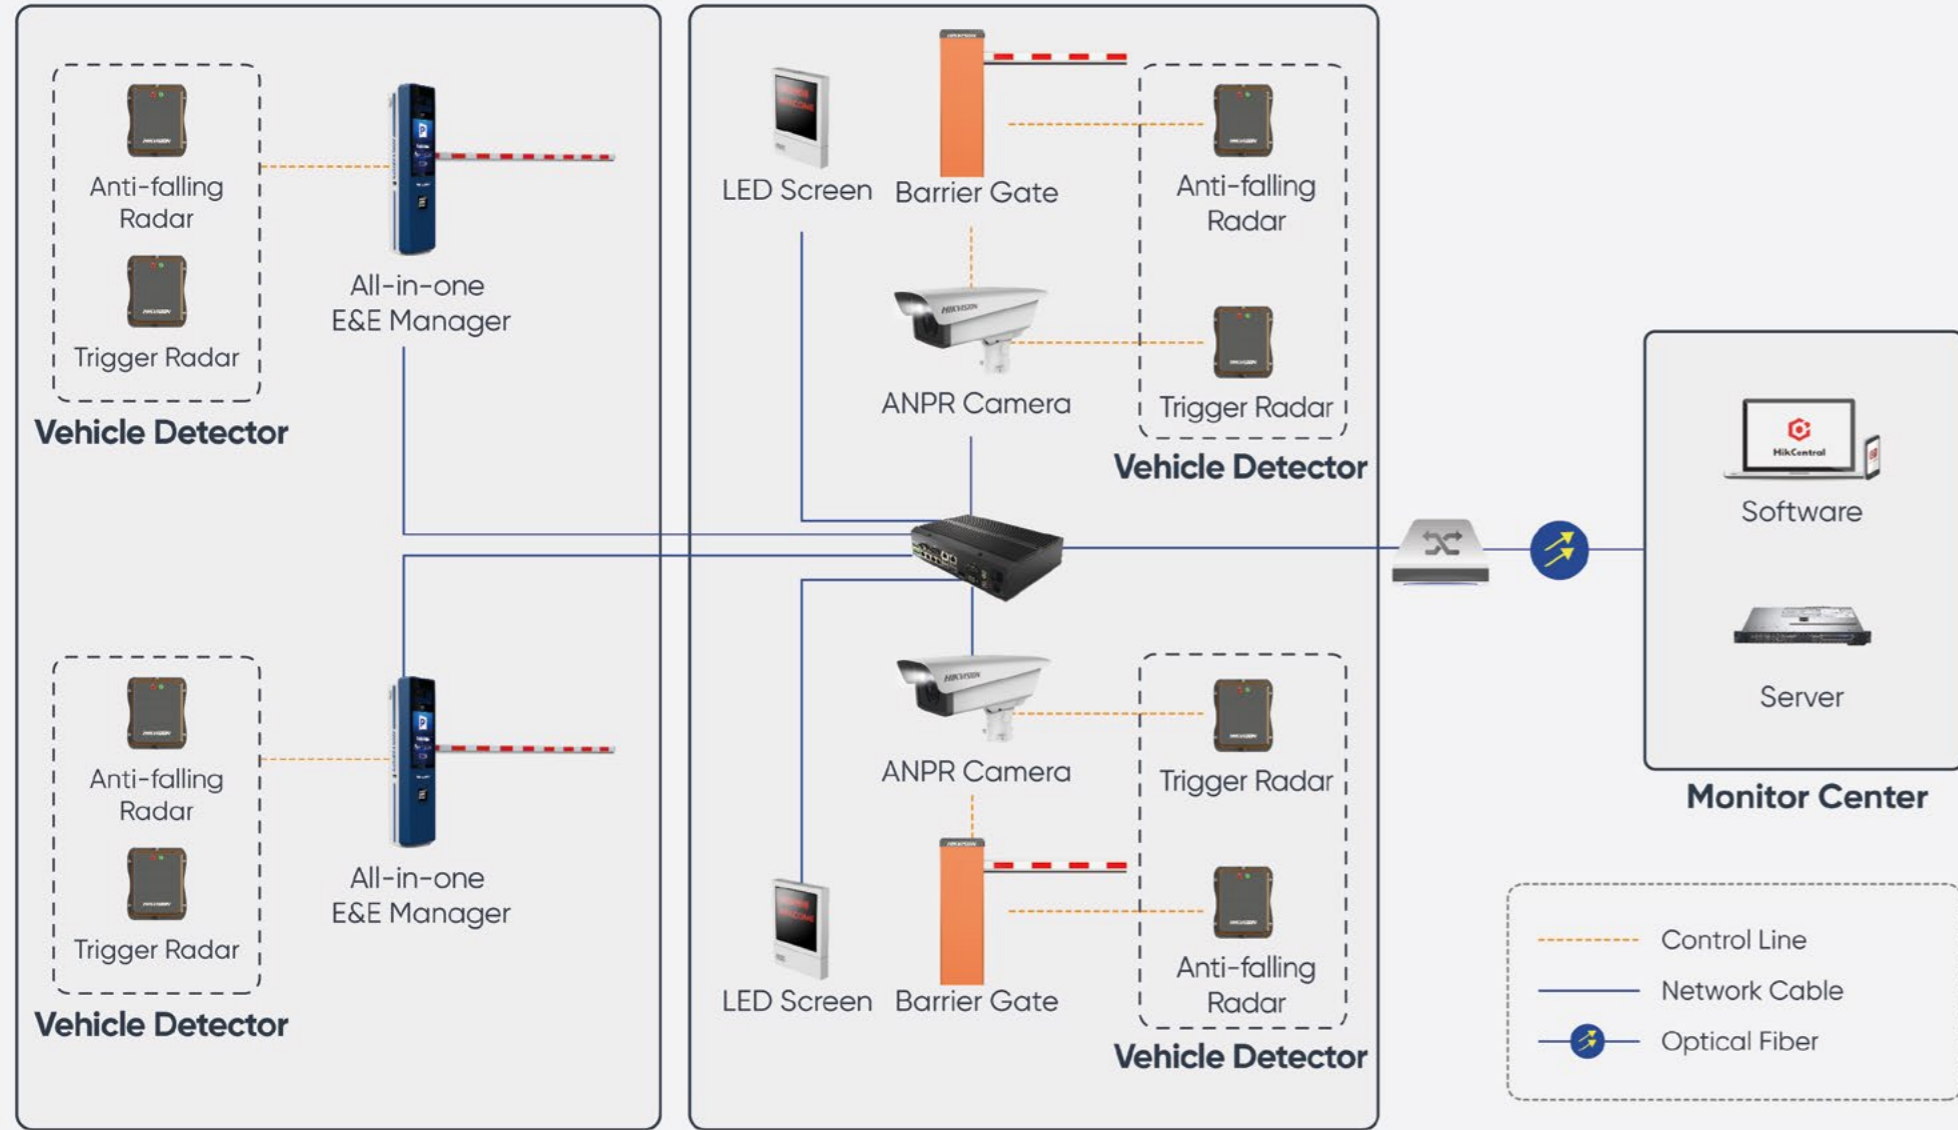 Anti-falling
Radar
Trigger Radar
Vehicle Detector
All-in-one
E&E Manager
Anti-falling
Radar
Trigger Radar
Vehicle Detector
All-in-one
E&E Manager
LED Screen
Barrier Gate
HIKVISION
ANPR Camera
Anti-falling
Radar
Trigger Radar
Vehicle Detector
HIKVISION
ANPR Camera
Trigger Radar
LED Screen
Barrier Gate
Anti-falling
Radar
Vehicle Detector
HikCentral
Software
Server
Monitor Center
Control Line
Network Cable
Optical Fiber